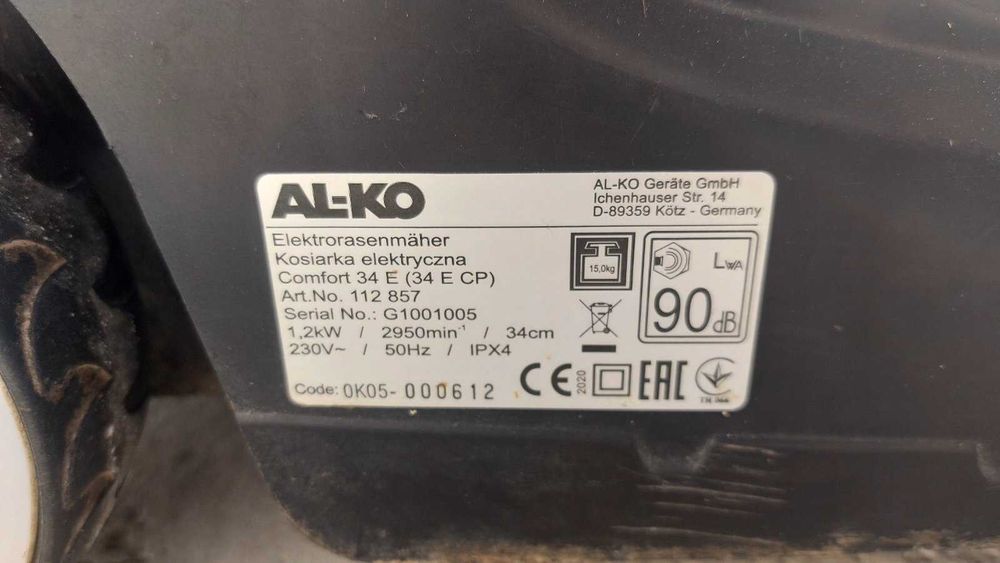 AL-KO
AL-KO Geräte GmbH
Ichenhauser Str. 14
D-89359 Kötz - Germany
Elektrorasenmäher
Kosiarka elektryczna
Comfort 34 E (34 E CP)
Art.No. 112 857
Serial No.: G1001005
1,2kW / 2950min⁻¹ / 34cm
230V~ / 50Hz / IPX4
Code: 0K05-000612
15,0kg
LWA
90dB
CE
2020
EAC